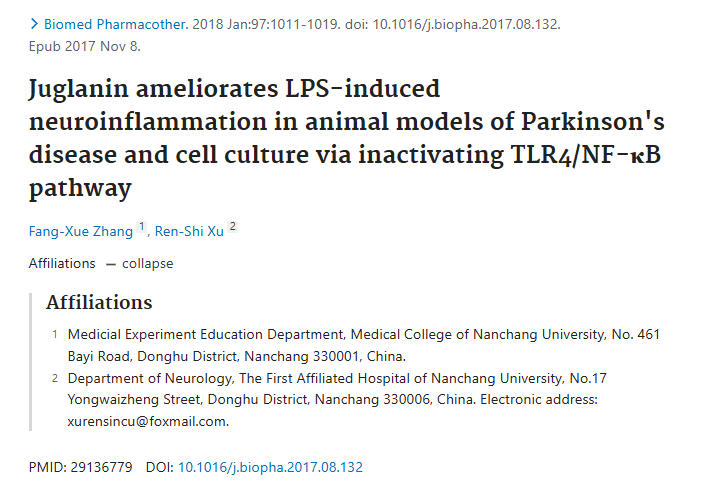 Biomed Pharmacother. 2018 Jan:97:1011-1019. doi: 10.1016/j.biopha.2017.08.132.
Epub 2017 Nov 8.
Juglanin ameliorates LPS-induced
neuroinflammation in animal models of Parkinson's
disease and cell culture via inactivating TLR4/NF-κB
pathway
Fang-Xue Zhang 1, Ren-Shi Xu 2
Affiliations — collapse
Affiliations
1 Medicial Experiment Education Department, Medical College of Nanchang University, No. 461
Bayi Road, Donghu District, Nanchang 330001, China.
2 Department of Neurology, The First Affiliated Hospital of Nanchang University, No.17
Yongwaizheng Street, Donghu District, Nanchang 330006, China. Electronic address:
xurensincu@foxmail.com.
PMID: 29136779 DOI: 10.1016/j.biopha.2017.08.132